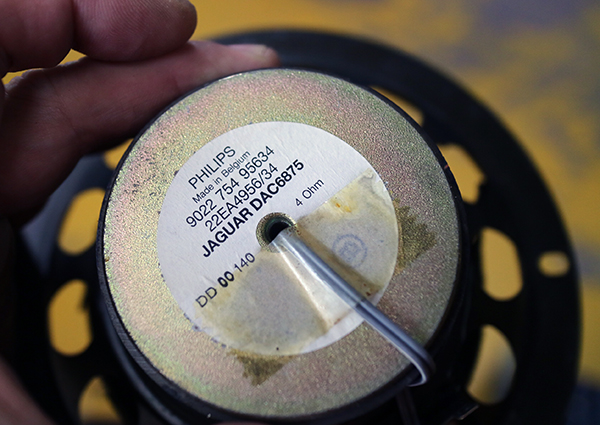 PHILIPS
Made in Belgium
9022 754 95634
22EA4956/34
JAGUAR DAC6875
4 Ohm
DD 00 140